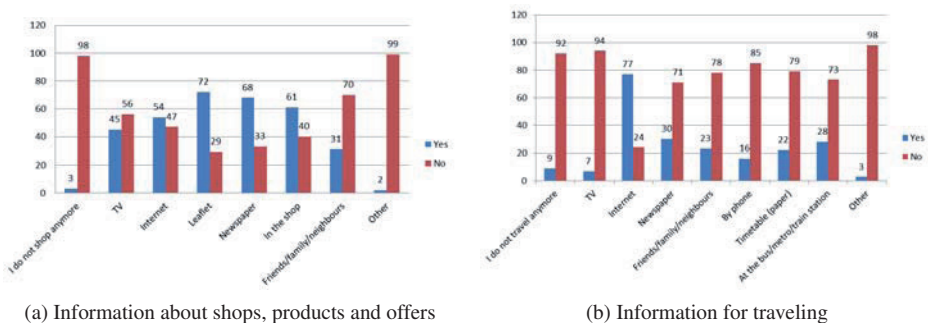 120
100
80
60
40
20
0
3
98
45
56
54
47
72
29
68
33
61
40
31
70
2
99
I do not shop anymore
TV
Internet
Leaflet
Newspaper
In the shop
Friends/family/neighbours
Other
Yes
No
(a) Information about shops, products and offers
120
100
80
60
40
20
0
9
92
7
94
77
24
30
71
23
78
16
85
22
79
28
73
3
98
I do not travel anymore
TV
Internet
Newspaper
Friends/family/neighbours
By phone
Timetable (paper)
At the bus/metro/train station
Other
Yes
No
(b) Information for traveling